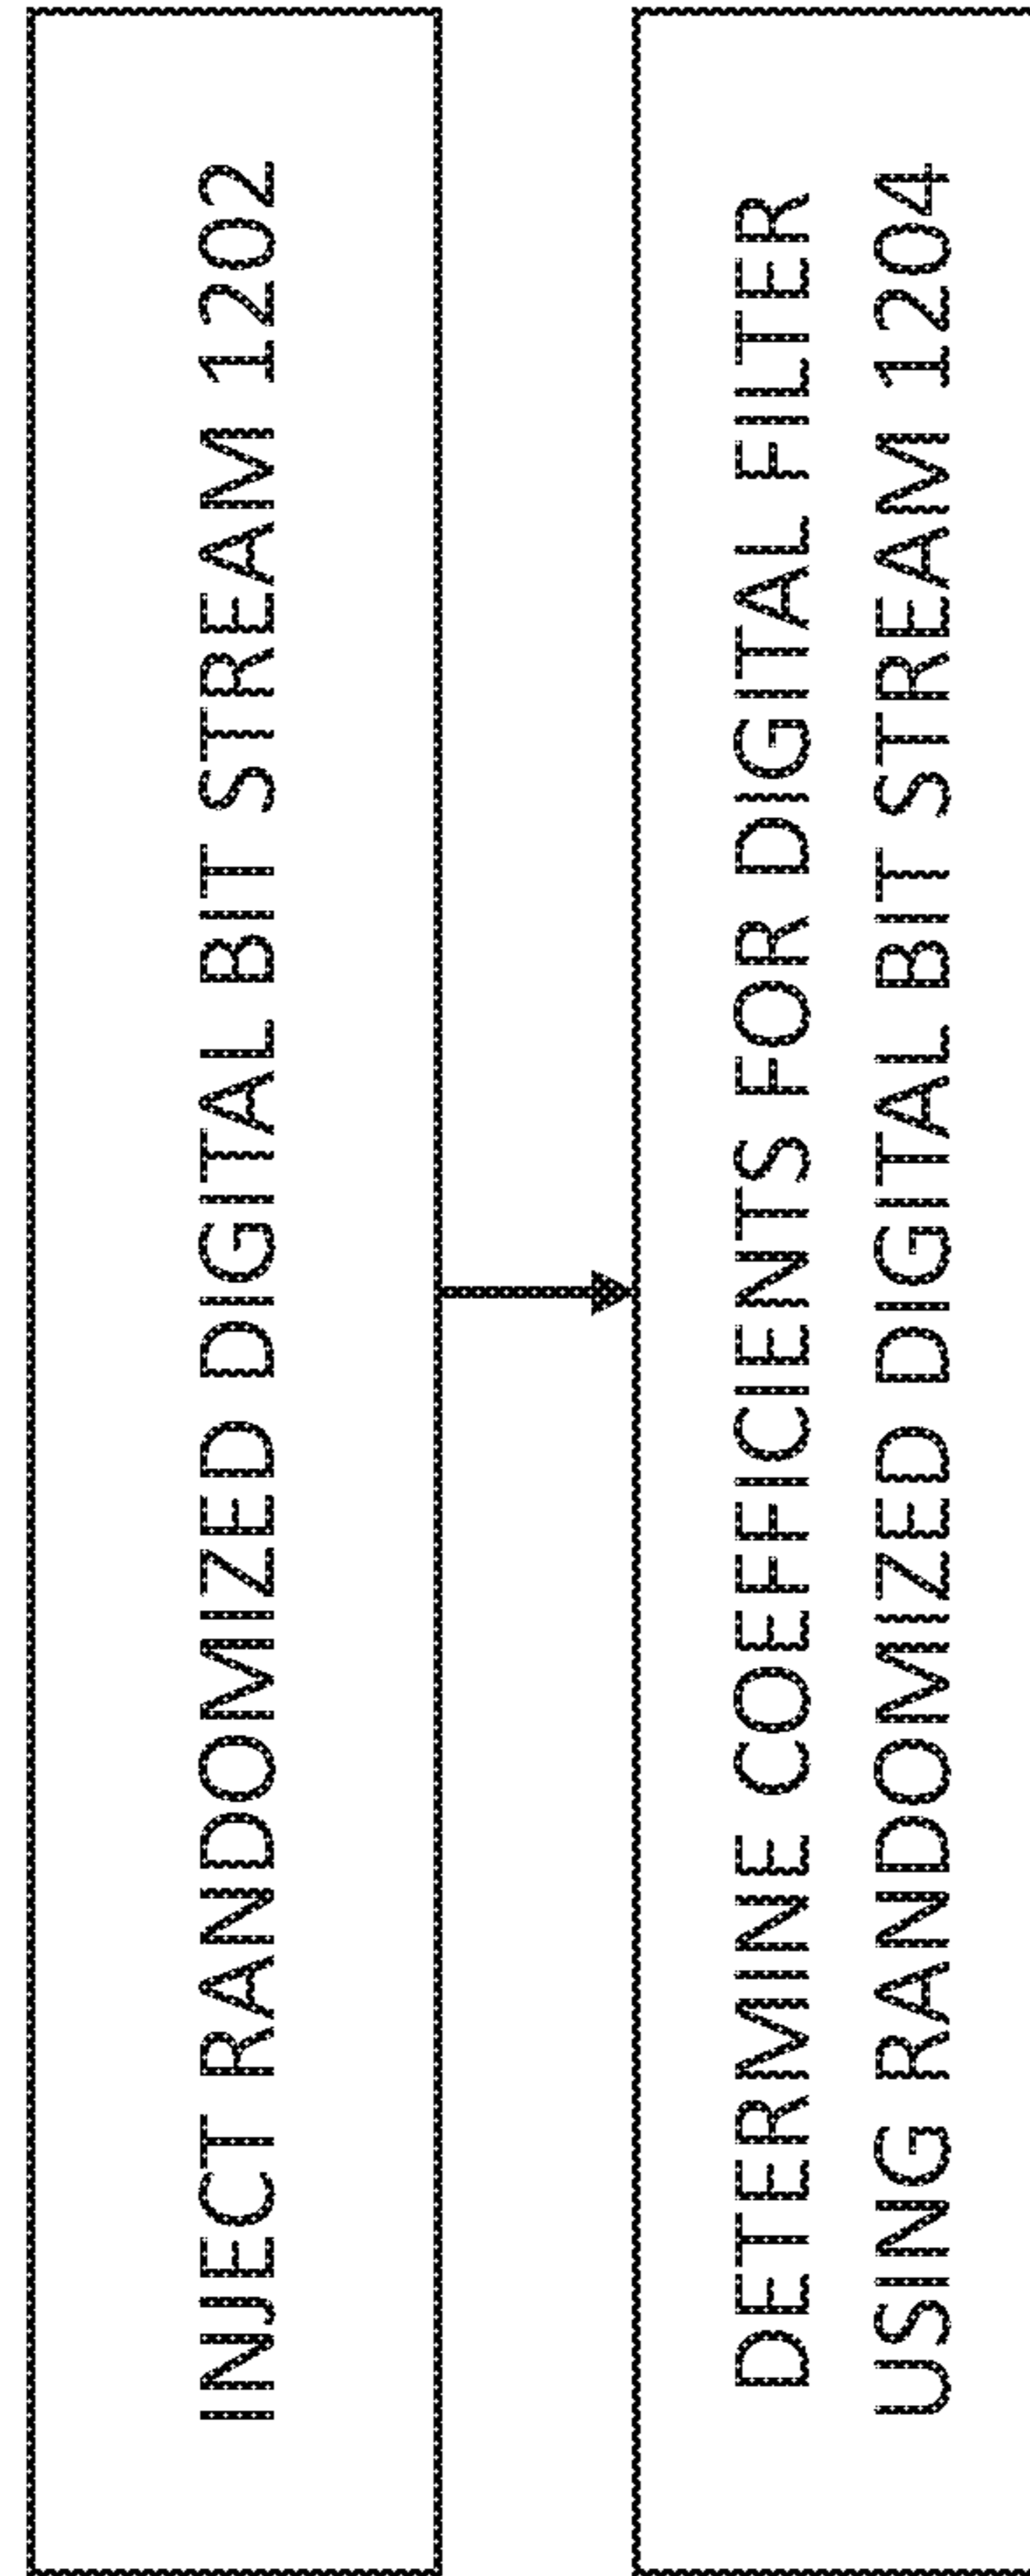 INJECT RANDOMIZED DIGITAL BIT STREAM 1202
DETERMINE COEFFICIENTS FOR DIGITAL FILTER
USING RANDOMIZED DIGITAL BIT STREAM 1204